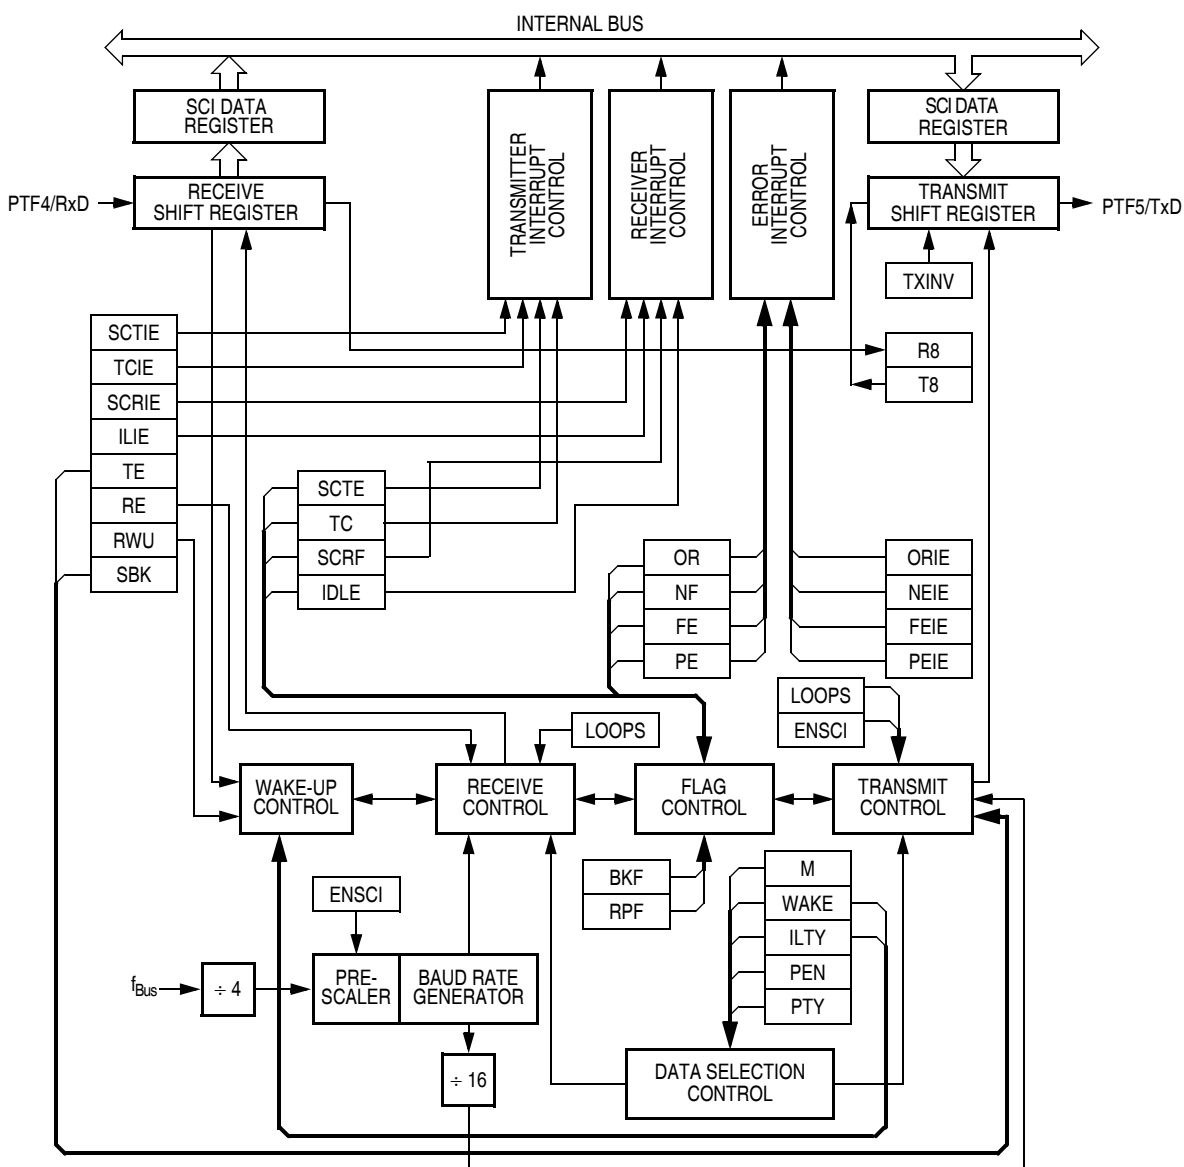 INTERNAL BUS
SCI DATA
REGISTER
TRANSMITTER
INTERRUPT
CONTROL
RECEIVER
INTERRUPT
CONTROL
ERROR
INTERRUPT
CONTROL
SCI DATA
REGISTER
PTF4/RxD
RECEIVE
SHIFT REGISTER
TRANSMIT
SHIFT REGISTER
PTF5/TxD
TXINV
SCTIE
TCIE
SCRIE
ILIE
TE
RE
RWU
SBK
R8
T8
SCTE
TC
SCRF
IDLE
OR
NF
FE
PE
ORIE
NEIE
FEIE
PEIE
LOOPS
ENSCI
LOOPS
WAKE-UP
CONTROL
RECEIVE
CONTROL
FLAG
CONTROL
TRANSMIT
CONTROL
BKF
RPF
M
WAKE
ILTY
PEN
PTY
ENSCI
fBus
÷ 4
PRE-
SCALER
BAUD RATE
GENERATOR
÷ 16
DATA SELECTION
CONTROL